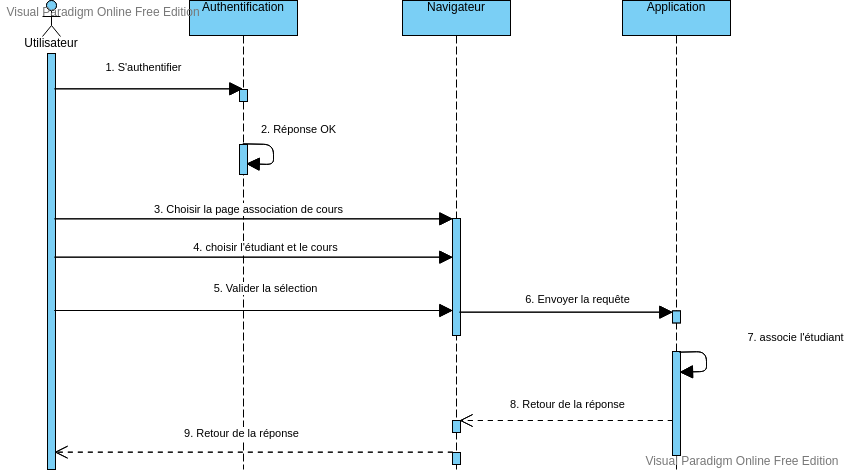 Visual Paradigm Online Free Edition
Authentification
Navigateur
Application
Utilisateur
1. S'authentifier
2. Réponse OK
3. Choisir la page association de cours
4. choisir l'étudiant et le cours
5. Valider la sélection
6. Envoyer la requête
7. associe l'étudiant
8. Retour de la réponse
9. Retour de la réponse
Visual Paradigm Online Free Edition